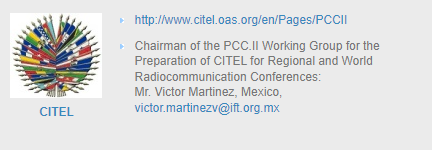 http://www.citel.oas.org/en/Pages/PCCII
Chairman of the PCC.II Working Group for the
Preparation of CITEL for Regional and World
Radiocommunication Conferences:
Mr. Victor Martinez, Mexico,
victor.martinezv@ift.org.mx
CITEL